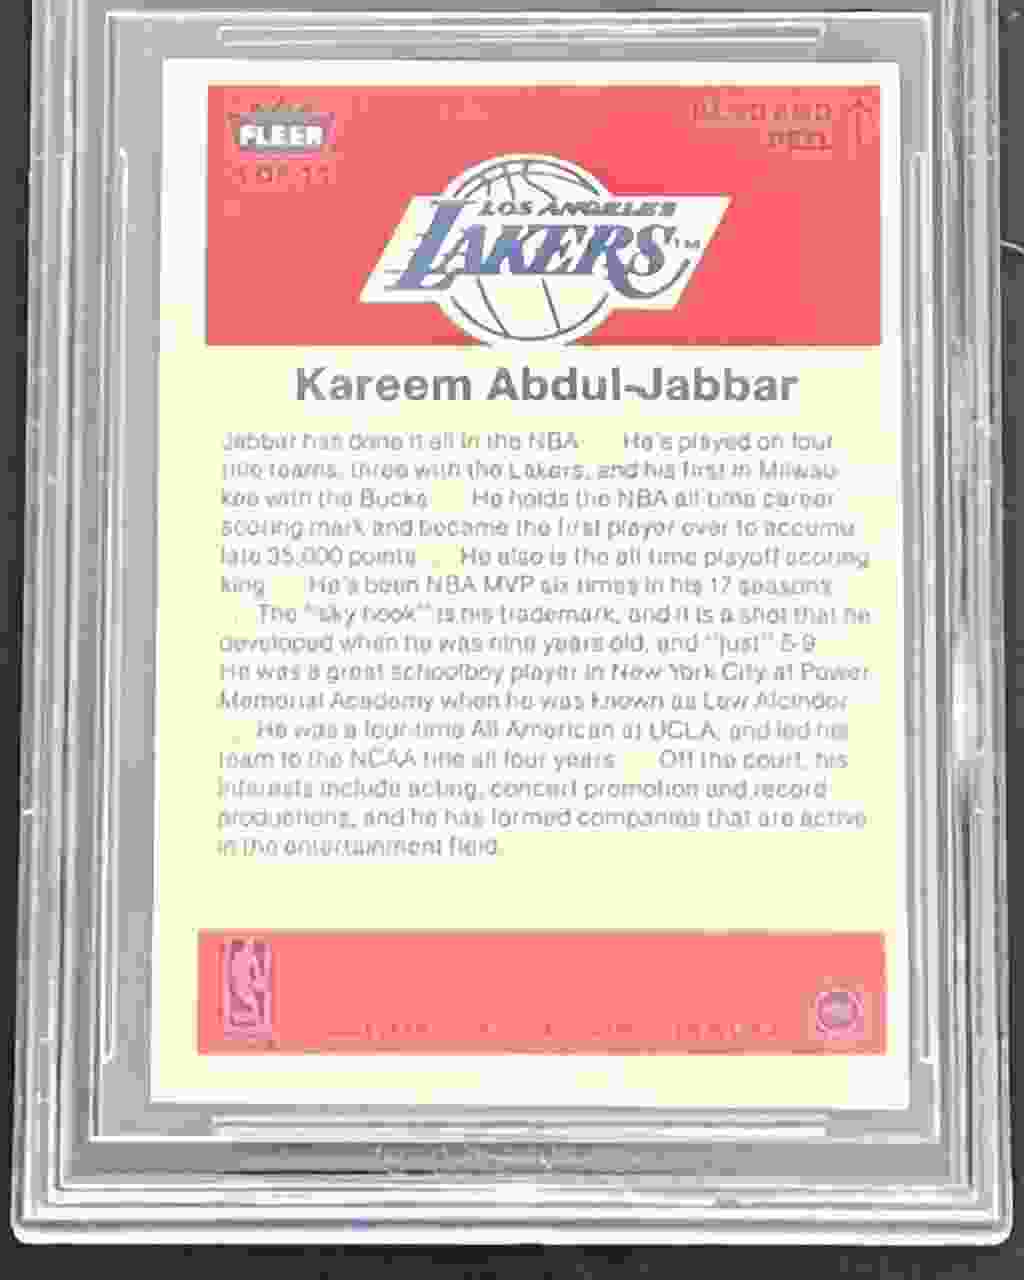 FLEER
1 OF 11
BEND AND
PEEL
LOS ANGELES
LAKERS™
Kareem Abdul-Jabbar
Jabbar has done it all in the NBA . . . He's played on four
title teams, three with the Lakers, and his first in Milwau-
kee with the Bucks . . . He holds the NBA all-time career
scoring mark and became the first player ever to accumu-
late 35,000 points . . . He also is the all-time playoff scoring
king . . . He's been NBA MVP six times in his 17 seasons
. . . The "sky hook" is his trademark, and it is a shot that he
developed when he was nine years old, and "just" 5-9 . . .
He was a great schoolboy player in New York City at Power
Memorial Academy when he was known as Lew Alcindor
. . . He was a four-time All-American at UCLA, and led his
team to the NCAA title all four years . . . Off the court, his
interests include acting, concert promotion and record
productions, and he has formed companies that are active
in the entertainment field.